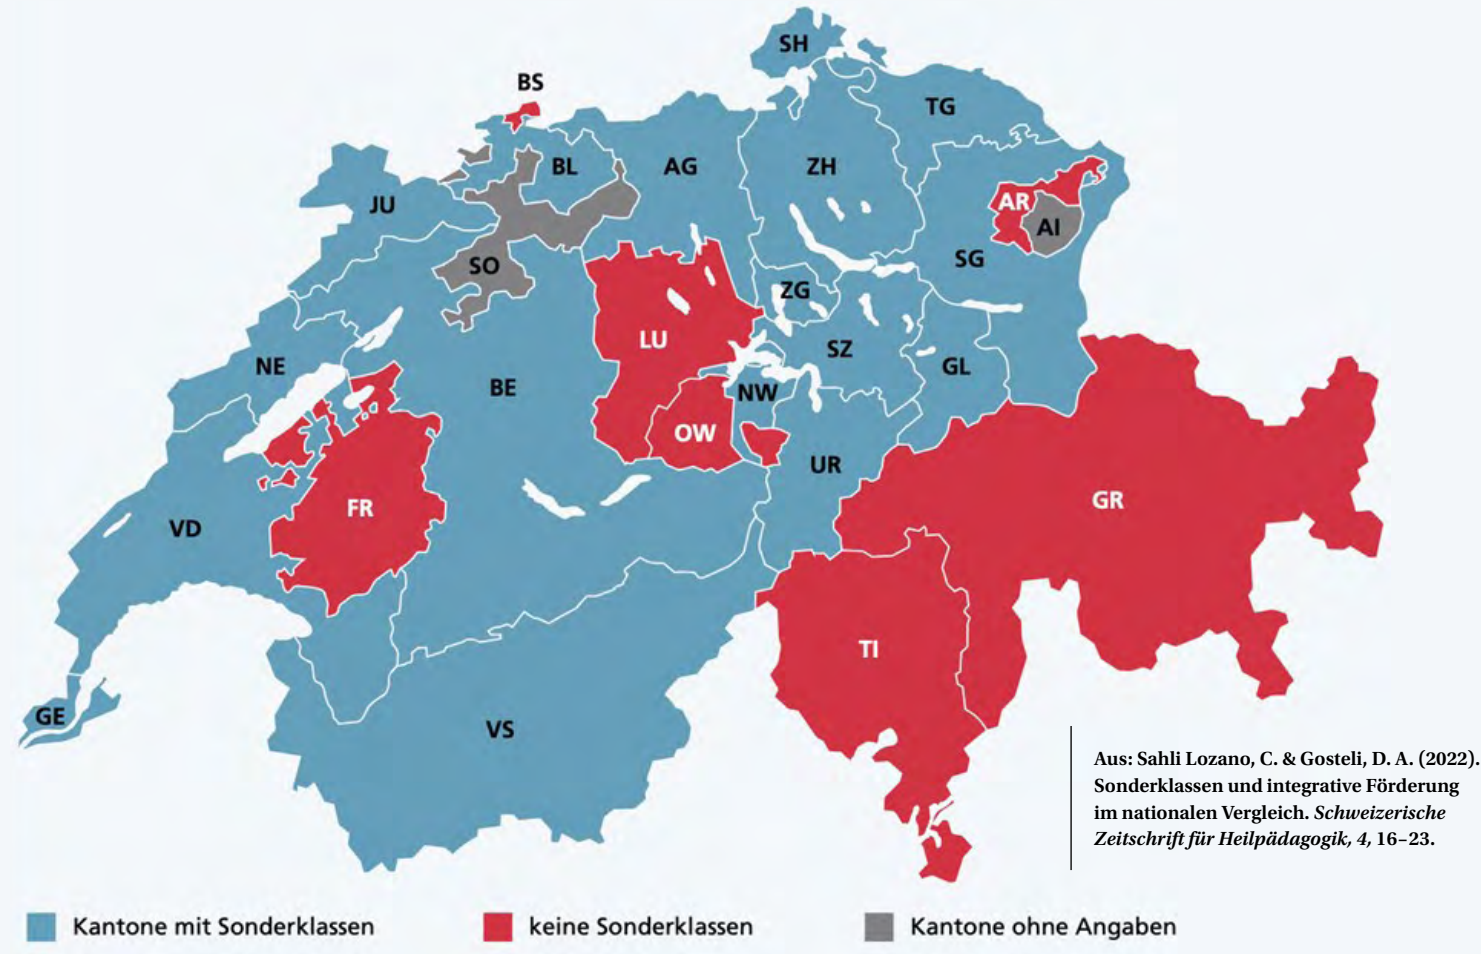 SH
BS
TG
BL
AG
ZH
JU
AR
AI
SO
SG
ZG
LU
SZ
NE
GL
BE
NW
OW
UR
FR
GR
VD
TI
GE
VS
Aus: Sahli Lozano, C. & Gosteli, D. A. (2022).
Sonderklassen und integrative Förderung
im nationalen Vergleich. Schweizerische
Zeitschrift für Heilpädagogik, 4, 16–23.
Kantone mit Sonderklassen
keine Sonderklassen
Kantone ohne Angaben